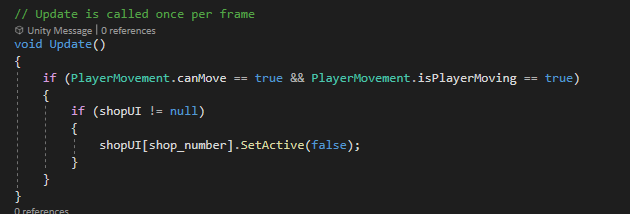 // Update is called once per frame
Unity Message | 0 references
void Update()
{
if (PlayerMovement.canMove == true && PlayerMovement.isPlayerMoving == true)
{
if (shopUI != null)
{
shopUI[shop_number].SetActive(false);
}
}
}
0 references